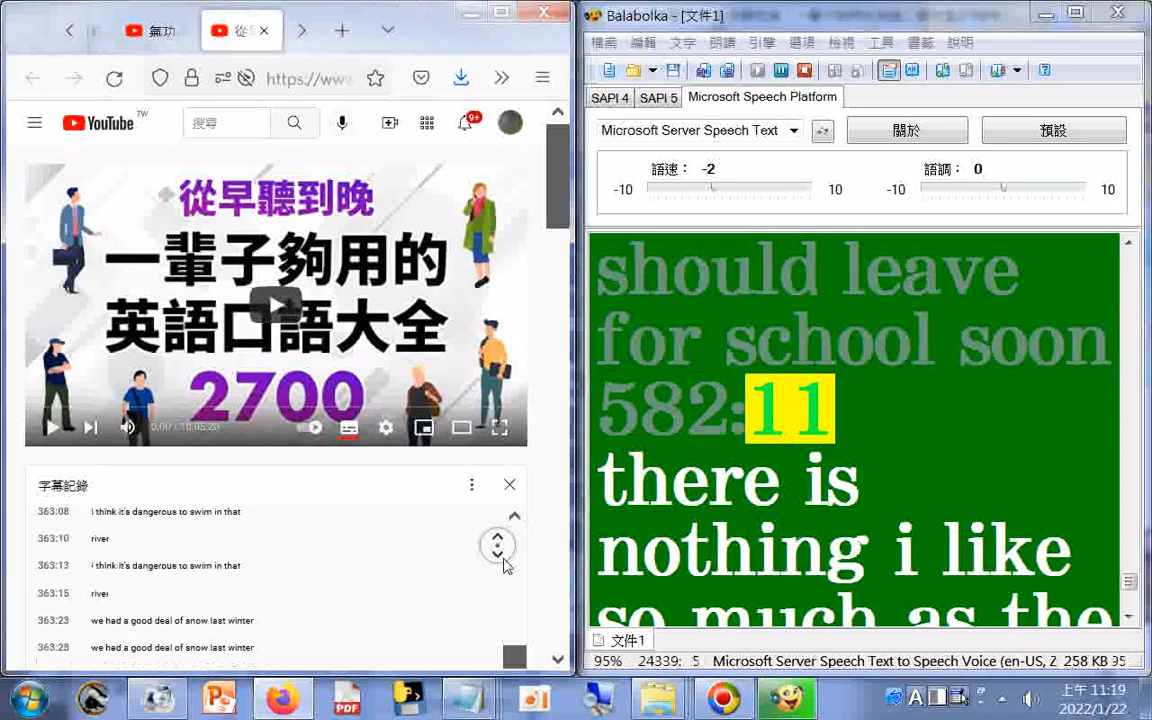 氣功
從
https://www
YouTube TW
搜尋
9+
從早聽到晚
一輩子夠用的
英語口語大全
2700
0:00 / 10:05:20
字幕記錄
363:08 i think it's dangerous to swim in that
363:10 river
363:13 i think it's dangerous to swim in that
363:15 river
363:23 we had a good deal of snow last winter
363:28 we had a good deal of snow last winter
Balabolka - [文件1]
檔案 編輯 文字 朗讀 引擎 選項 檢視 工具 書籤 說明
SAPI 4 SAPI 5 Microsoft Speech Platform
Microsoft Server Speech Text 關於 預設
語速： -2 語調： 0
-10 10 -10 10
should leave
for school soon
582:11
there is
nothing i like
so much as the
文件1
95% 24339: 5 Microsoft Server Speech Text to Speech Voice (en-US, Z 258 KB 95
PDF
A
上午 11:19
2022/1/22